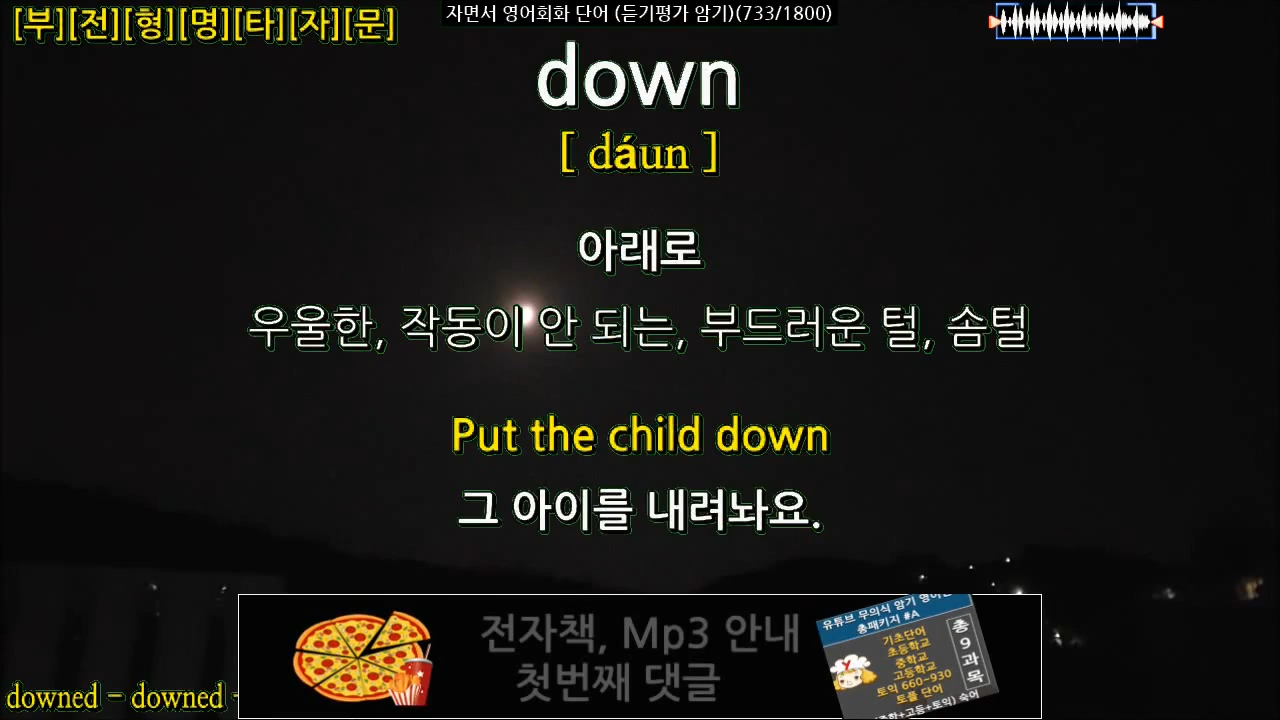 [부][전][형][명][타][자][문]
자면서 영어회화 단어 (듣기평가 암기)(733/1800)
down
[ dáun ]
아래로
우울한, 작동이 안 되는, 부드러운 털, 솜털
Put the child down
그 아이를 내려놔요.
전자책, Mp3 안내
첫번째 댓글
유튜브 무의식 암기
총패키지 #A
기초단어
초등학교
중학교
고등학교
토익 660~930
토플 단어
총
9
과
목
숙어
downed - downed -